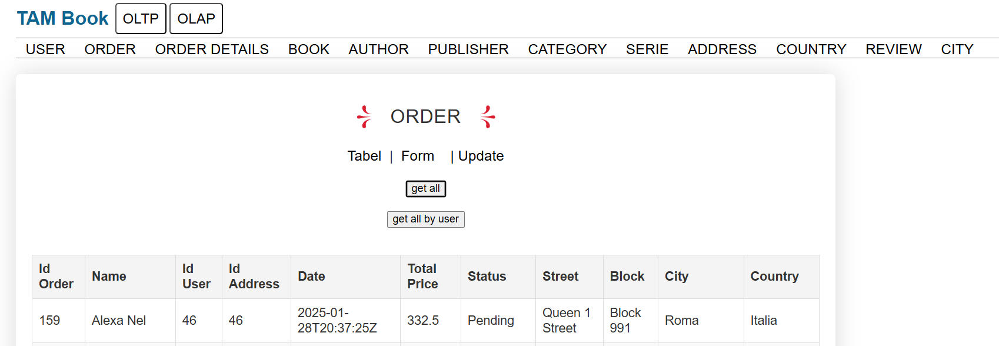 TAM Book OLTP OLAP
USER ORDER ORDER DETAILS BOOK AUTHOR PUBLISHER CATEGORY SERIE ADDRESS COUNTRY REVIEW CITY
ORDER
Tabel | Form | Update
get all
get all by user
Id Order Name Id User Id Address Date Total Price Status Street Block City Country
159 Alexa Nel 46 46 2025-01-28T20:37:25Z 332.5 Pending Queen 1 Street Block 991 Roma Italia